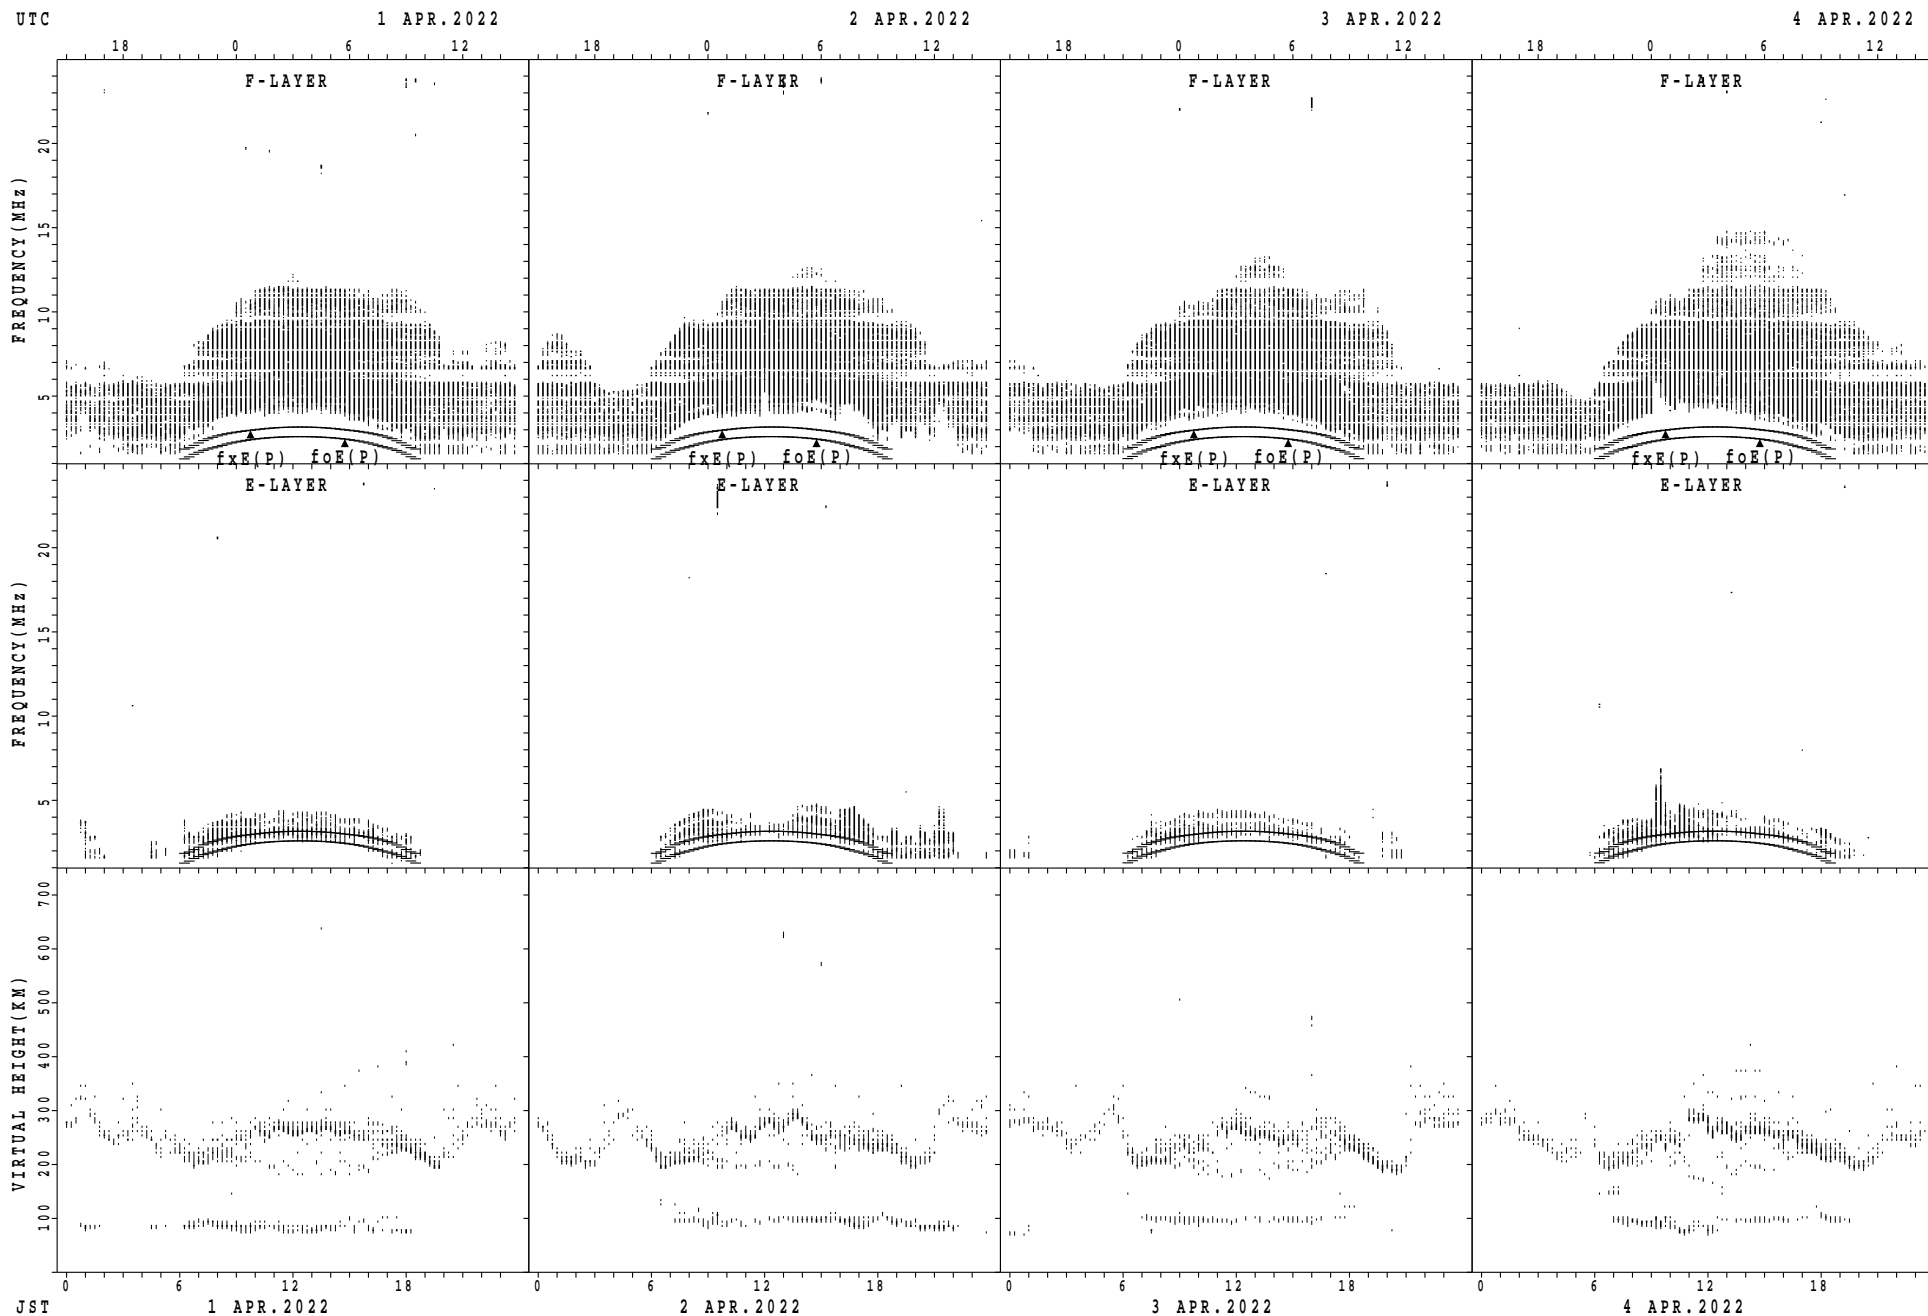 UTC 1 APR.2022 2 APR.2022 3 APR.2022 4 APR.2022
18 0 6 12 18 0 6 12 18 0 6 12 18 0 6 12
F-LAYER F-LAYER F-LAYER F-LAYER
FREQUENCY(MHz)
20
15
10
5
fxE(P) foE(P) fxE(P) foE(P) fxE(P) foE(P) fxE(P) foE(P)
E-LAYER E-LAYER E-LAYER E-LAYER
FREQUENCY(MHz)
20
15
10
5
VIRTUAL HEIGHT(KM)
700
600
500
400
300
200
100
0 6 12 18 0 6 12 18 0 6 12 18 0 6 12 18
JST 1 APR.2022 2 APR.2022 3 APR.2022 4 APR.2022